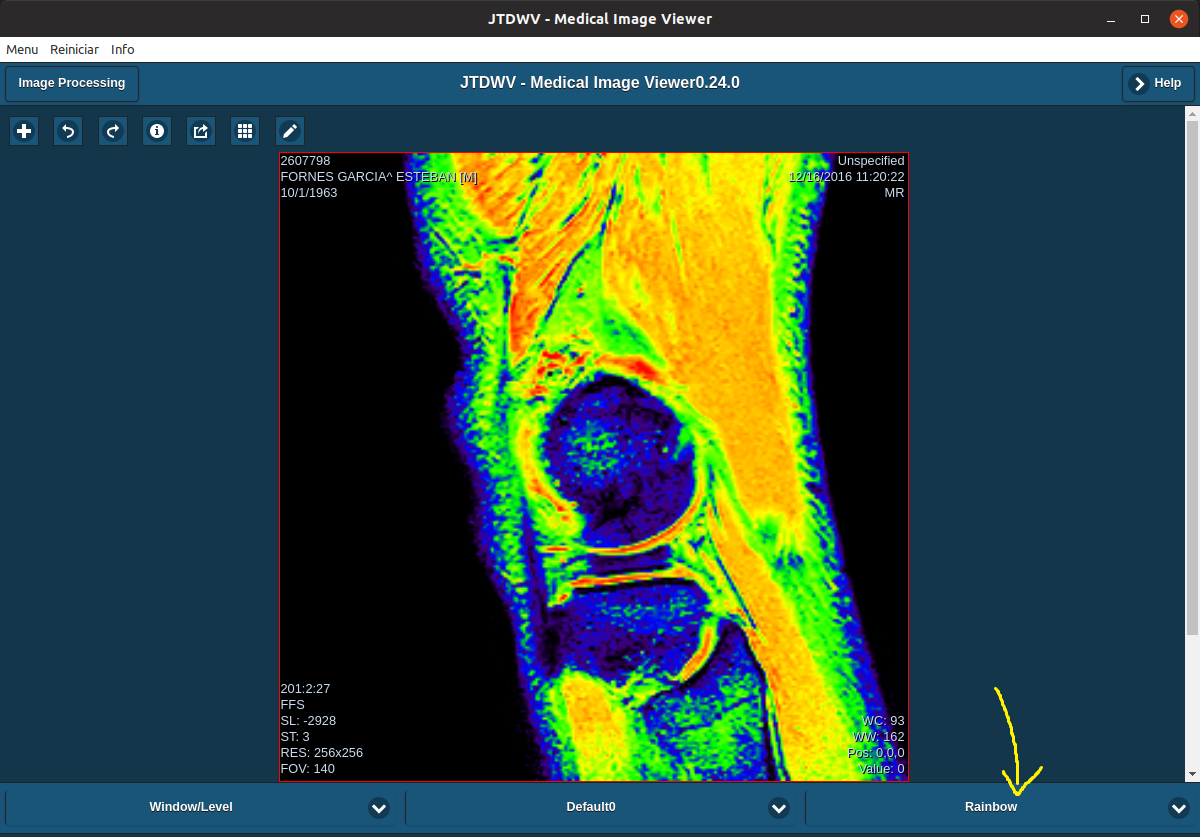 JTDWV - Medical Image Viewer
Menu Reiniciar Info
Image Processing
JTDWV - Medical Image Viewer0.24.0
Help
2607798
FORNES GARCIA^ ESTEBAN [M]
10/1/1963
Unspecified
12/16/2016 11:20:22
MR
201:2:27
FFS
SL: -2928
ST: 3
RES: 256x256
FOV: 140
WC: 93
WW: 162
Pos: 0,0,0
Value: 0
Window/Level
Default0
Rainbow